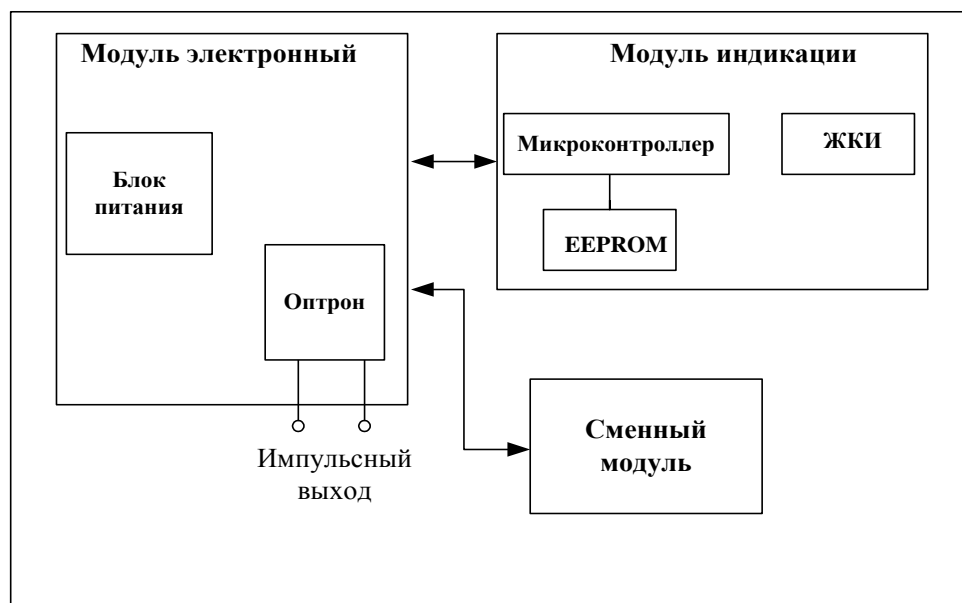 Модуль электронный
Блок
питания
Оптрон
Импульсный
выход
Модуль индикации
Микроконтроллер
ЖКИ
EEPROM
Сменный
модуль